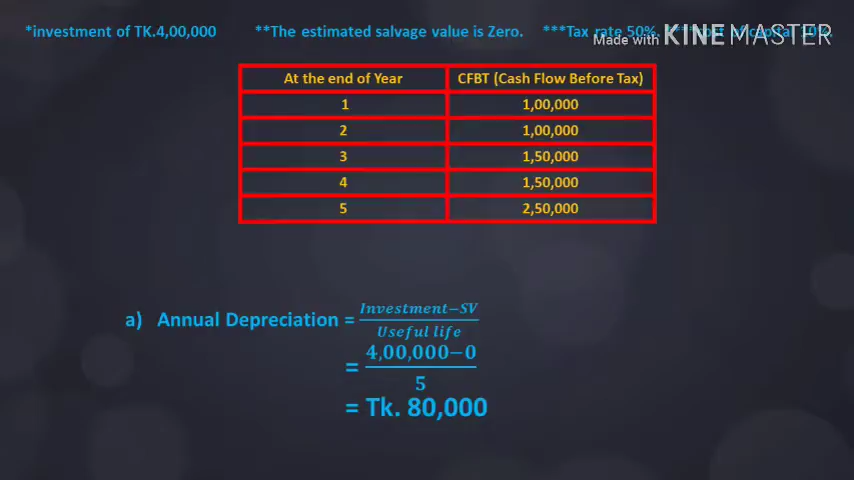 *investment of TK.4,00,000 **The estimated salvage value is Zero. ***Tax rate 50%. of capital 10%.
Made with KINEMASTER
At the end of Year CFBT (Cash Flow Before Tax)
1 1,00,000
2 1,00,000
3 1,50,000
4 1,50,000
5 2,50,000
a) Annual Depreciation = Investment−SV
Useful life
= 4,00,000−0
5
= Tk. 80,000